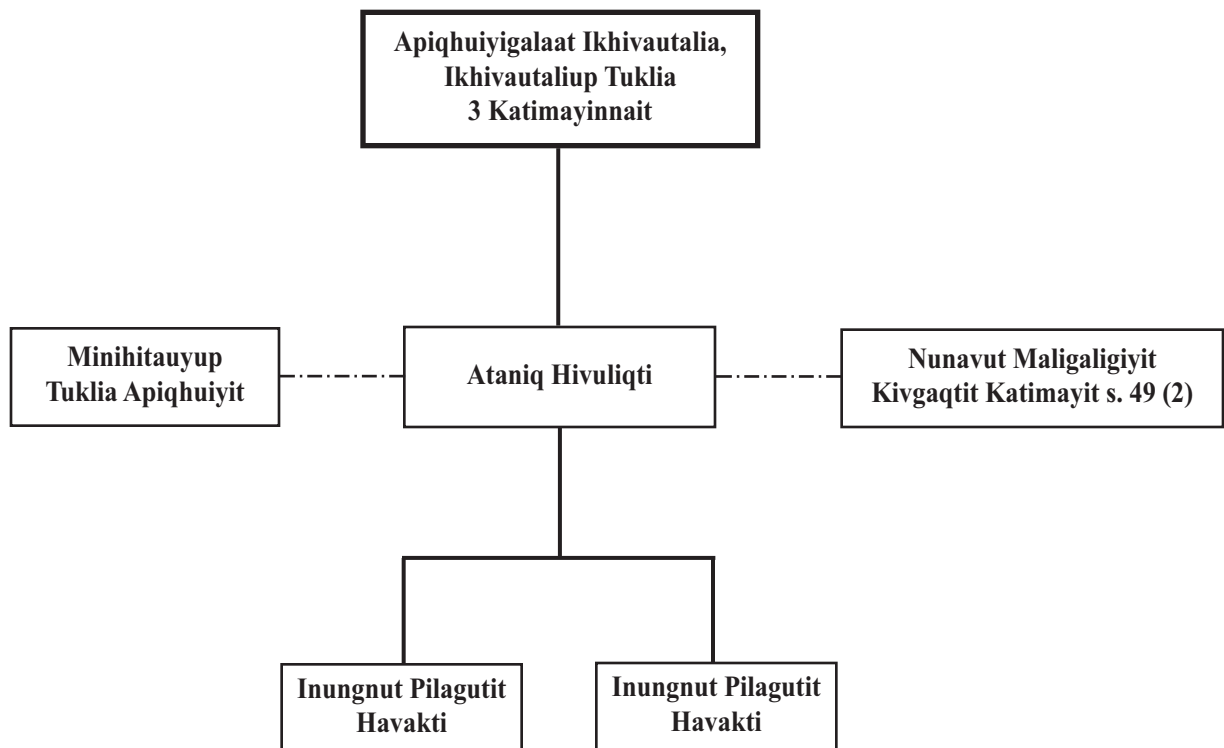 Apiqhuiyigalaat Ikhivautalia,
Ikhivautaliup Tuklia
3 Katimayinnait
Minihitauyup
Tuklia Apiqhuiyit
Ataniq Hivuliqti
Nunavut Maligaligiyit
Kivgaqtit Katimayit s. 49 (2)
Inungnut Pilagutit
Havakti
Inungnut Pilagutit
Havakti